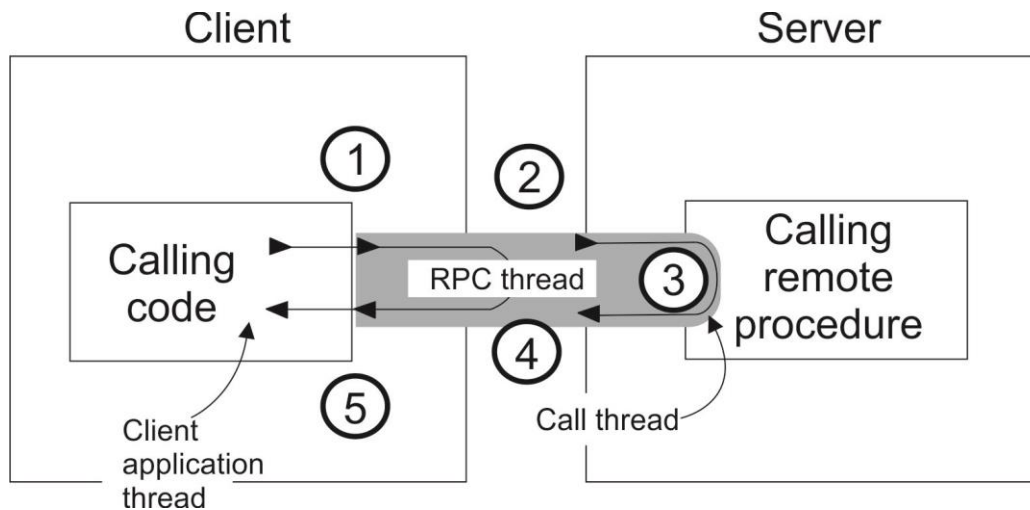 Client
Server
1
2
Calling
code
RPC thread
3
Calling
remote
procedure
4
5
Client
application
thread
Call thread